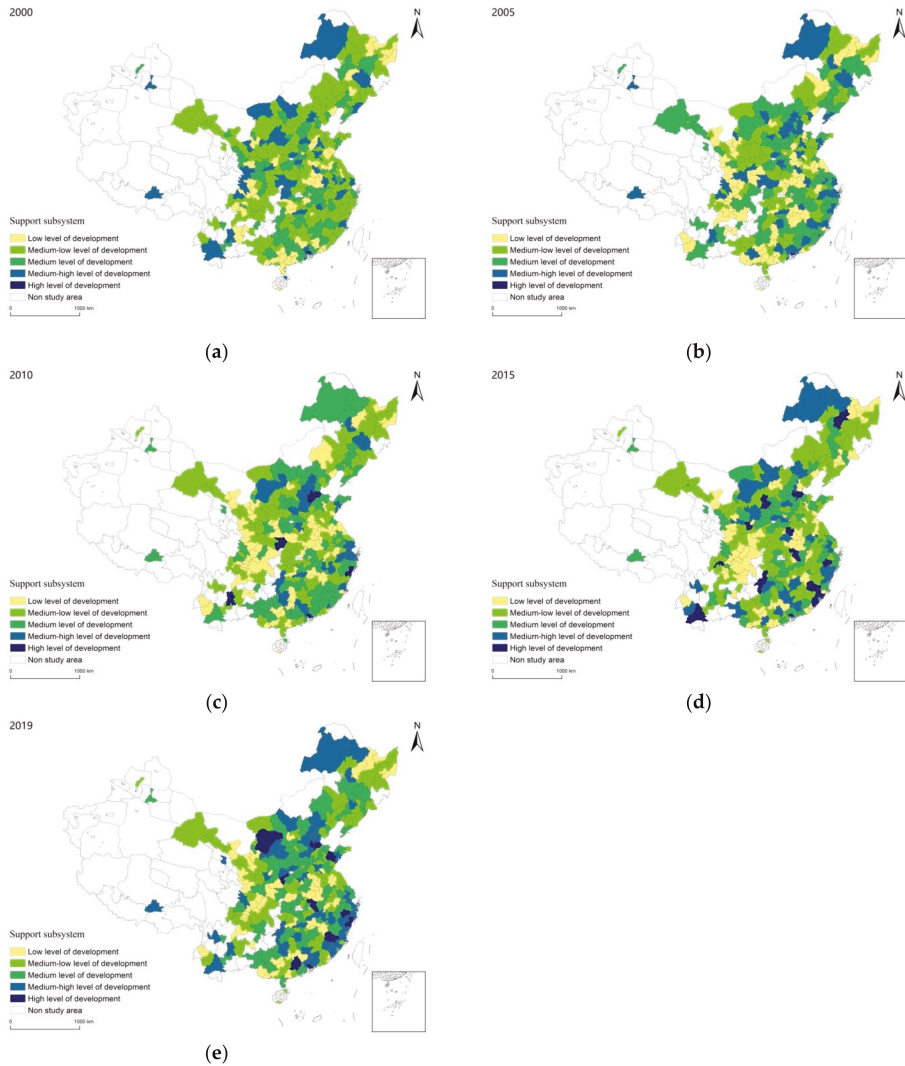 2000
N
Support subsystem
Low level of development
Medium-low level of development
Medium level of development
Medium-high level of development
High level of development
Non study area
0 1000 km
(a)
2005
N
Support subsystem
Low level of development
Medium-low level of development
Medium level of development
Medium-high level of development
High level of development
Non study area
0 1000 km
(b)
2010
N
Support subsystem
Low level of development
Medium-low level of development
Medium level of development
Medium-high level of development
High level of development
Non study area
0 1000 km
(c)
2015
N
Support subsystem
Low level of development
Medium-low level of development
Medium level of development
Medium-high level of development
High level of development
Non study area
0 1000 km
(d)
2019
N
Support subsystem
Low level of development
Medium-low level of development
Medium level of development
Medium-high level of development
High level of development
Non study area
0 1000 km
(e)